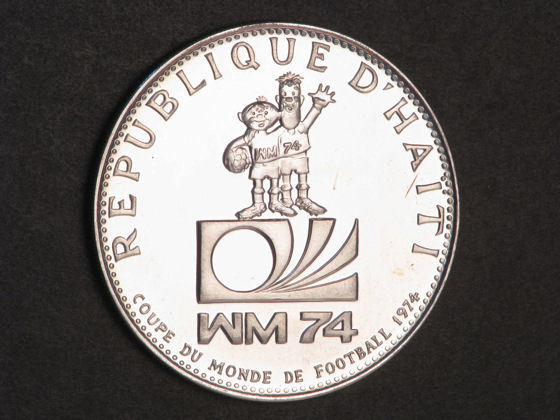 REPUBLIQUE D'HAITI
WM 74
WM 74
COUPE DU MONDE DE FOOTBALL 1974